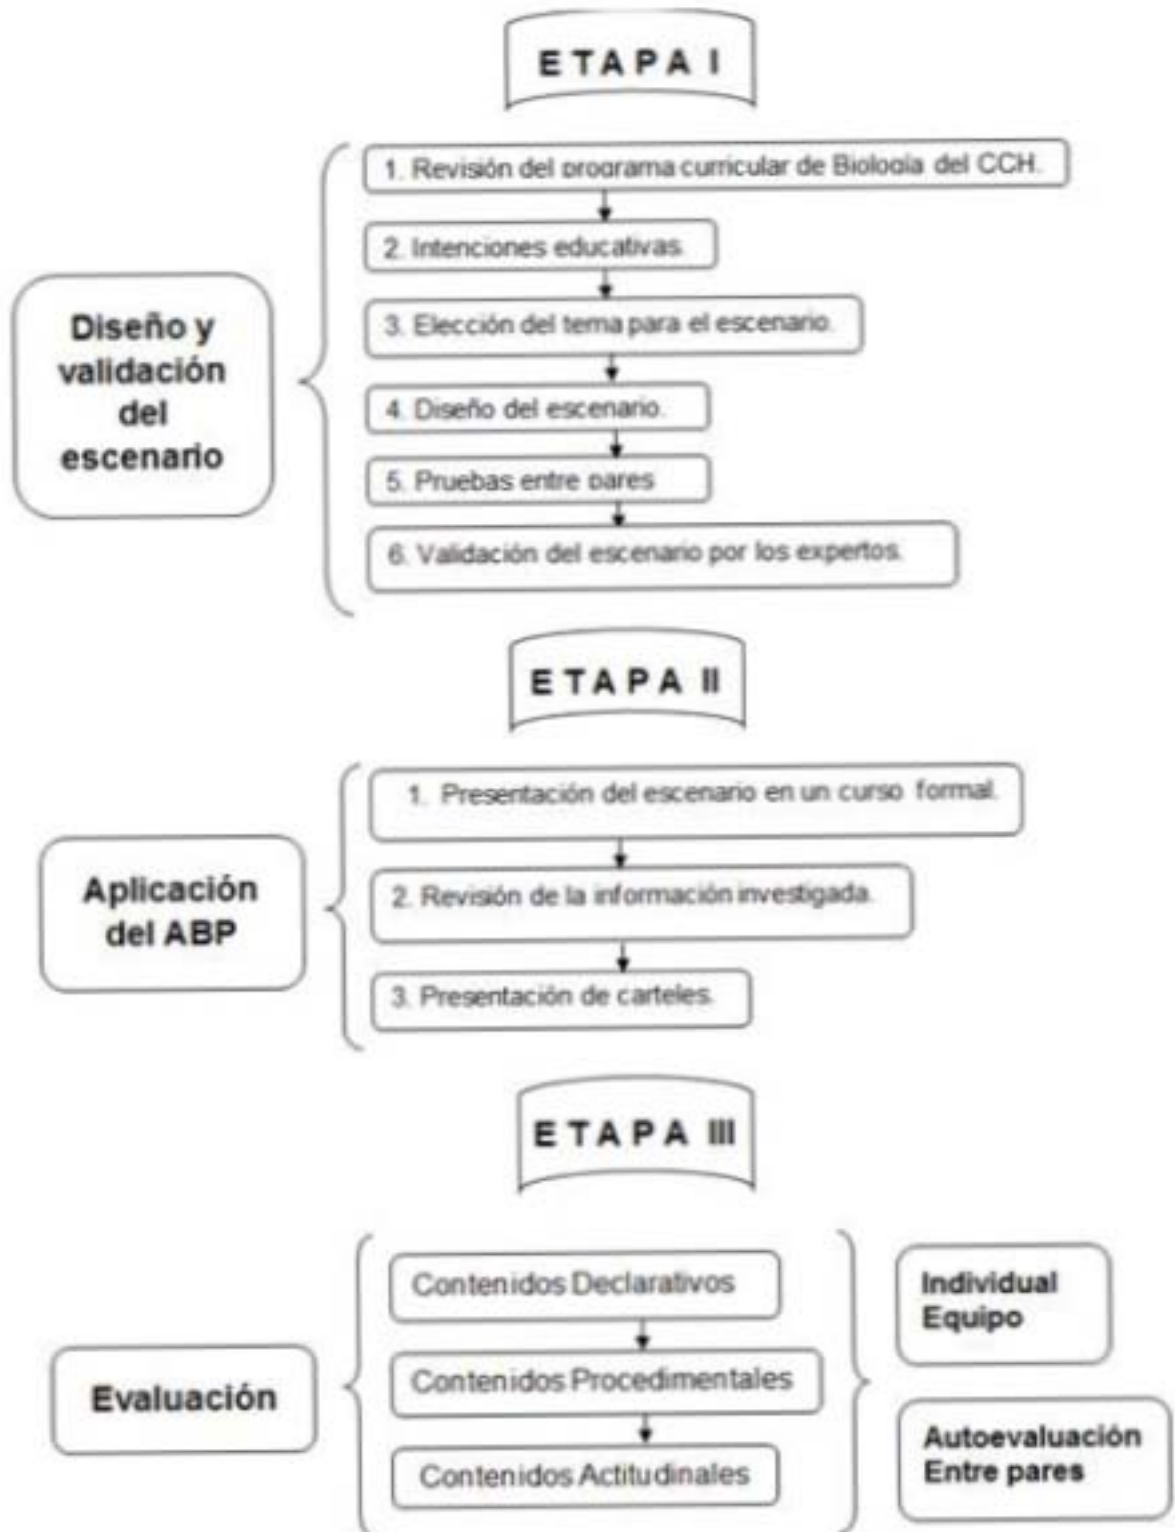 ETAPA I
1. Revisión del programa curricular de Biología del CCH.
2. Intenciones educativas.
3. Elección del tema para el escenario.
Diseño y
validación
del
escenario
4. Diseño del escenario.
5. Pruebas entre pares
6. Validación del escenario por los expertos.
ETAPA II
1. Presentación del escenario en un curso formal.
Aplicación
del ABP
2. Revisión de la información investigada.
3. Presentación de carteles.
ETAPA III
Evaluación
Contenidos Declarativos
Contenidos Procedimentales
Contenidos Actitudinales
Individual
Equipo
Autoevaluación
Entre pares